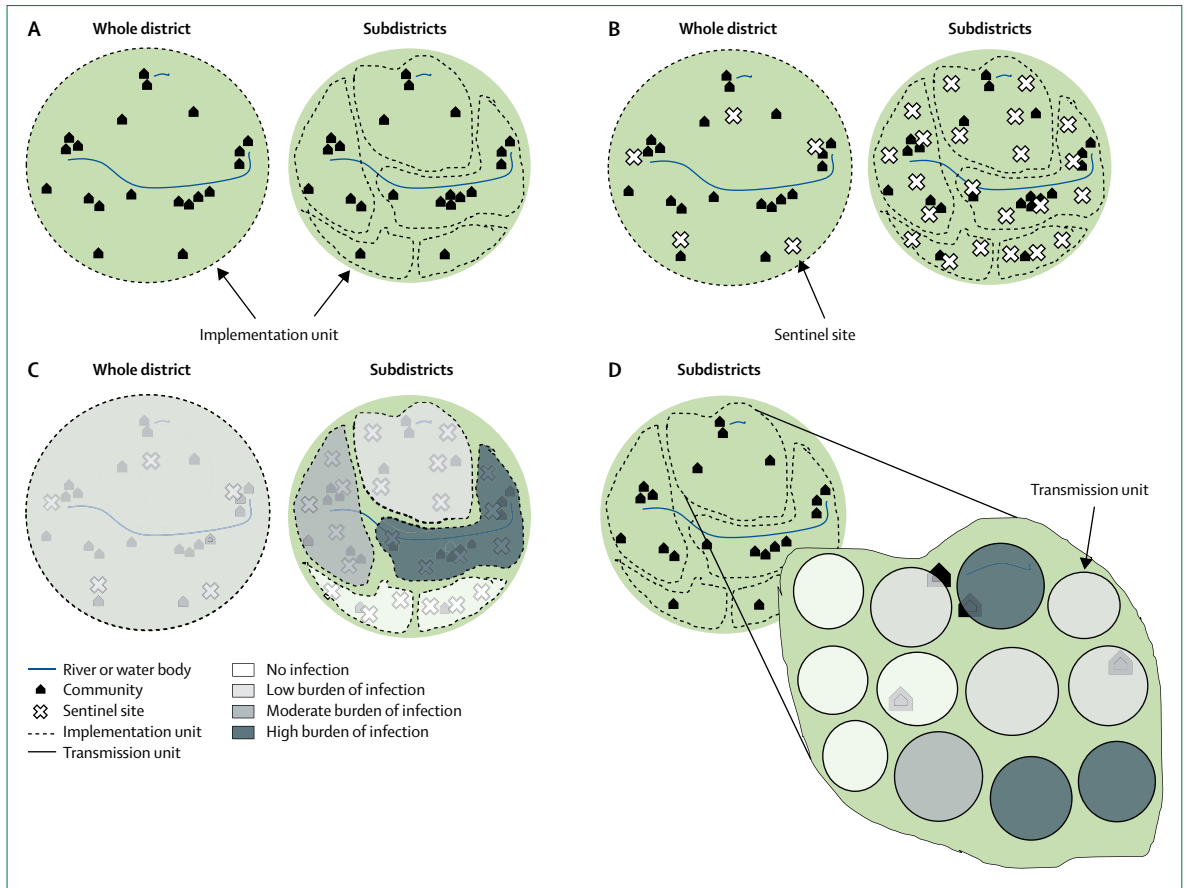 A
Whole district
Subdistricts
Implementation unit
B
Whole district
Subdistricts
Sentinel site
C
Whole district
Subdistricts
D
Subdistricts
Transmission unit
River or water body
Community
Sentinel site
Implementation unit
Transmission unit
No infection
Low burden of infection
Moderate burden of infection
High burden of infection